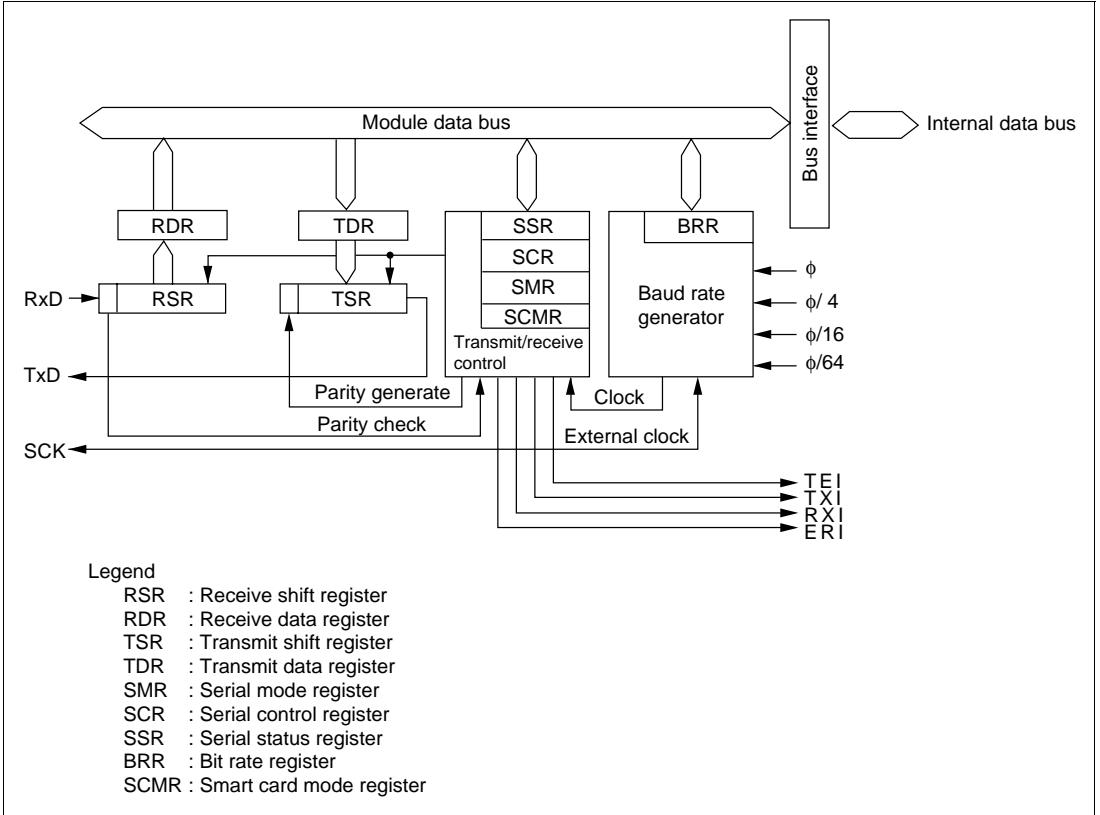 Bus interface
Module data bus
Internal data bus
RDR
TDR
SSR
BRR
SCR
RxD
RSR
TSR
SMR
Baud rate
generator
SCMR
Transmit/receive
control
ϕ
ϕ/ 4
ϕ/16
ϕ/64
TxD
Parity generate
Clock
Parity check
External clock
SCK
TEI
TXI
RXI
ERI
Legend
RSR : Receive shift register
RDR : Receive data register
TSR : Transmit shift register
TDR : Transmit data register
SMR : Serial mode register
SCR : Serial control register
SSR : Serial status register
BRR : Bit rate register
SCMR : Smart card mode register